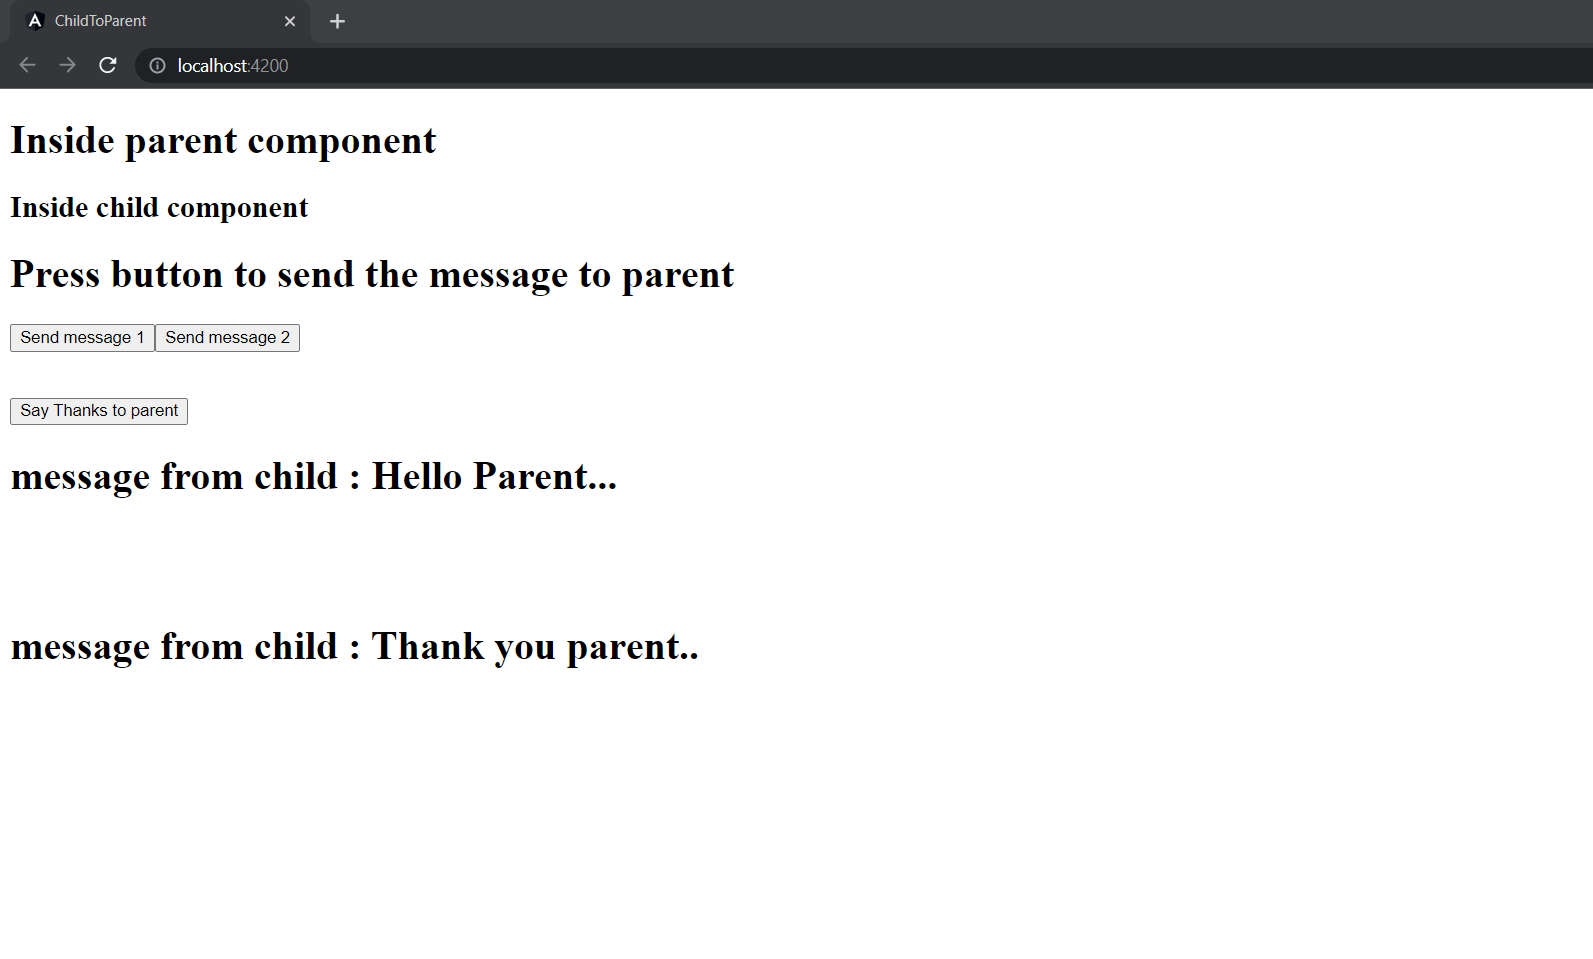 ChildToParent
localhost:4200
Inside parent component
Inside child component
Press button to send the message to parent
Send message 1 Send message 2
Say Thanks to parent
message from child : Hello Parent...
message from child : Thank you parent..